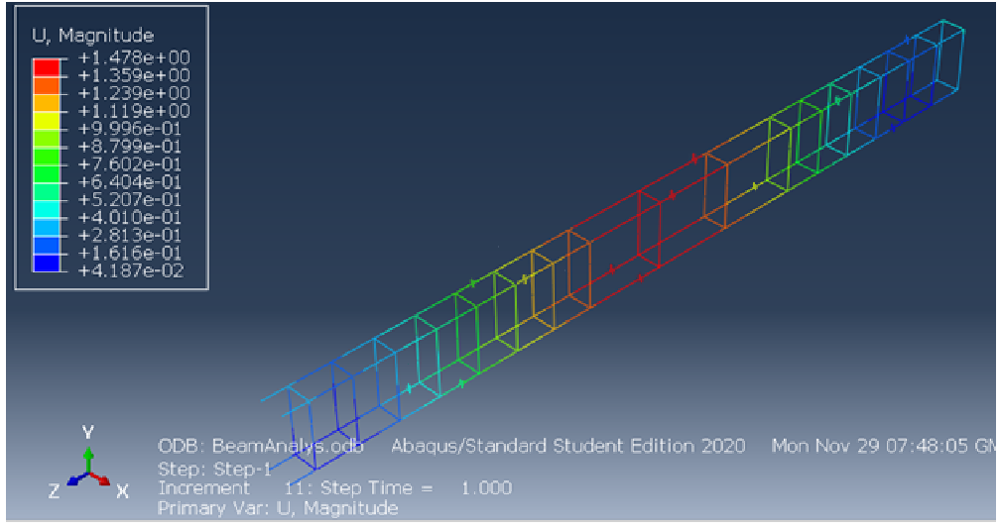 U, Magnitude
+1.478e+00
+1.359e+00
+1.239e+00
+1.119e+00
+9.996e-01
+8.799e-01
+7.602e-01
+6.404e-01
+5.207e-01
+4.010e-01
+2.813e-01
+1.616e-01
+4.187e-02
Y
Z X
ODB: BeamAnalys.odb Abaqus/Standard Student Edition 2020 Mon Nov 29 07:48:05 GM
Step: Step-1
Increment 11: Step Time = 1.000
Primary Var: U, Magnitude